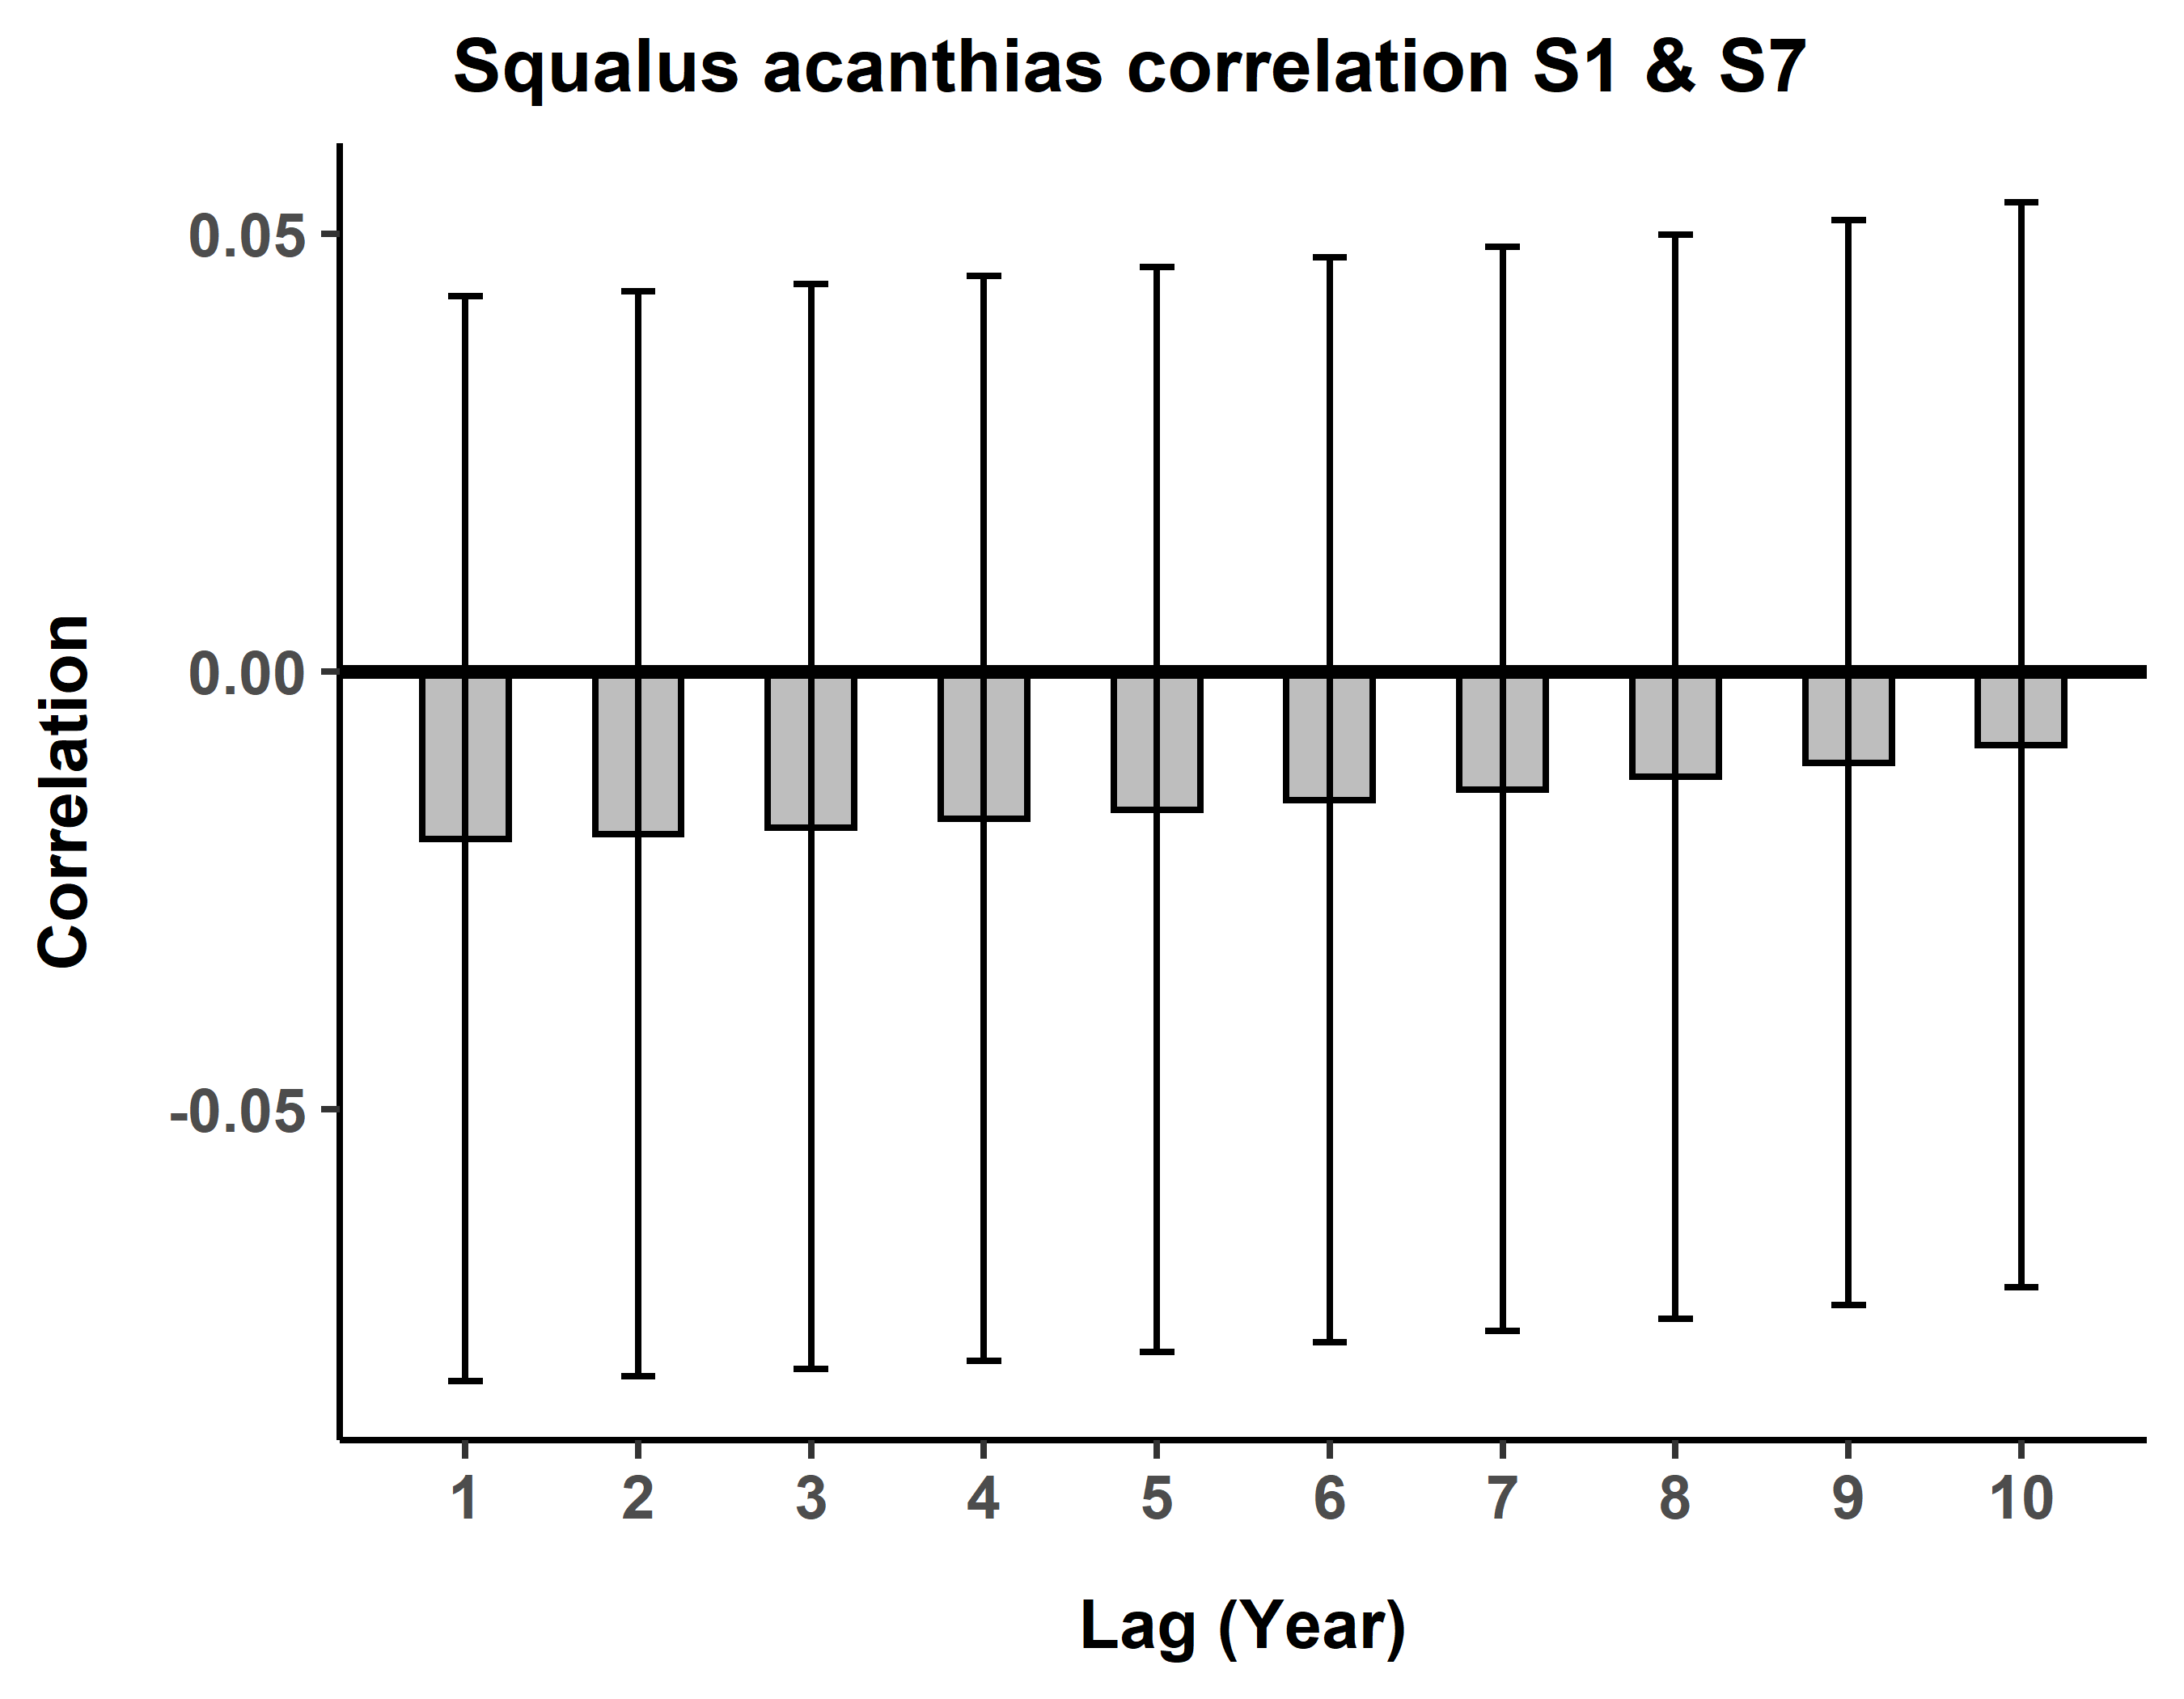 Squalus acanthias correlation S1 & S7
Correlation
0.05
0.00
-0.05
1 2 3 4 5 6 7 8 9 10
Lag (Year)